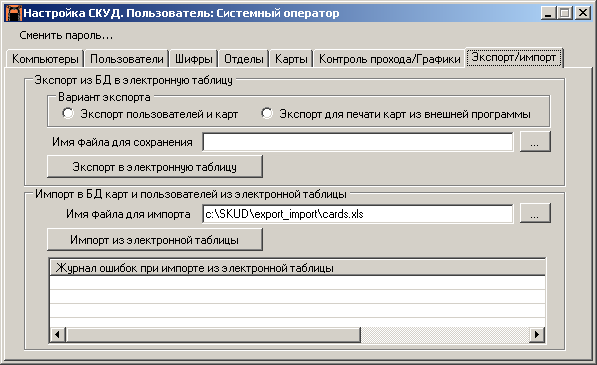 Настройка СКУД. Пользователь: Системный оператор
Сменить пароль...
Компьютеры Пользователи Шифры Отделы Карты Контроль прохода/Графики Экспорт/импорт
Экспорт из БД в электронную таблицу
Вариант экспорта
Экспорт пользователей и карт Экспорт для печати карт из внешней программы
Имя файла для сохранения ...
Экспорт в электронную таблицу
Импорт в БД карт и пользователей из электронной таблицы
Имя файла для импорта c:\SKUD\export_import\cards.xls ...
Импорт из электронной таблицы
Журнал ошибок при импорте из электронной таблицы